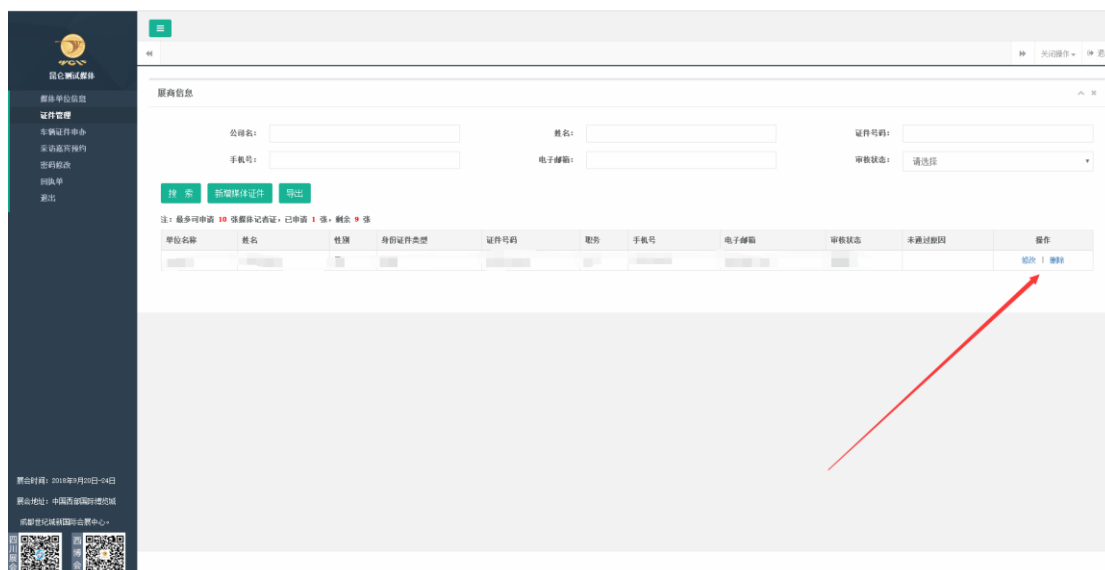 昆仑测试媒体
媒体单位信息
证件管理
车辆证件申办
采访嘉宾预约
密码修改
回执单
退出
展会时间：2018年9月20日-24日
展会地址：中国西部国际博览城
成都世纪城新国际会展中心。
四川展会
西博会
关闭操作
展商信息
公司名： 姓名： 证件号码：
手机号： 电子邮箱： 审核状态： 请选择
搜 索 新增媒体证件 导出
注：最多可申请 10 张媒体记者证，已申请 1 张，剩余 9 张
单位名称 姓名 性别 身份证件类型 证件号码 职务 手机号 电子邮箱 审核状态 未通过原因 操作
修改 | 删除